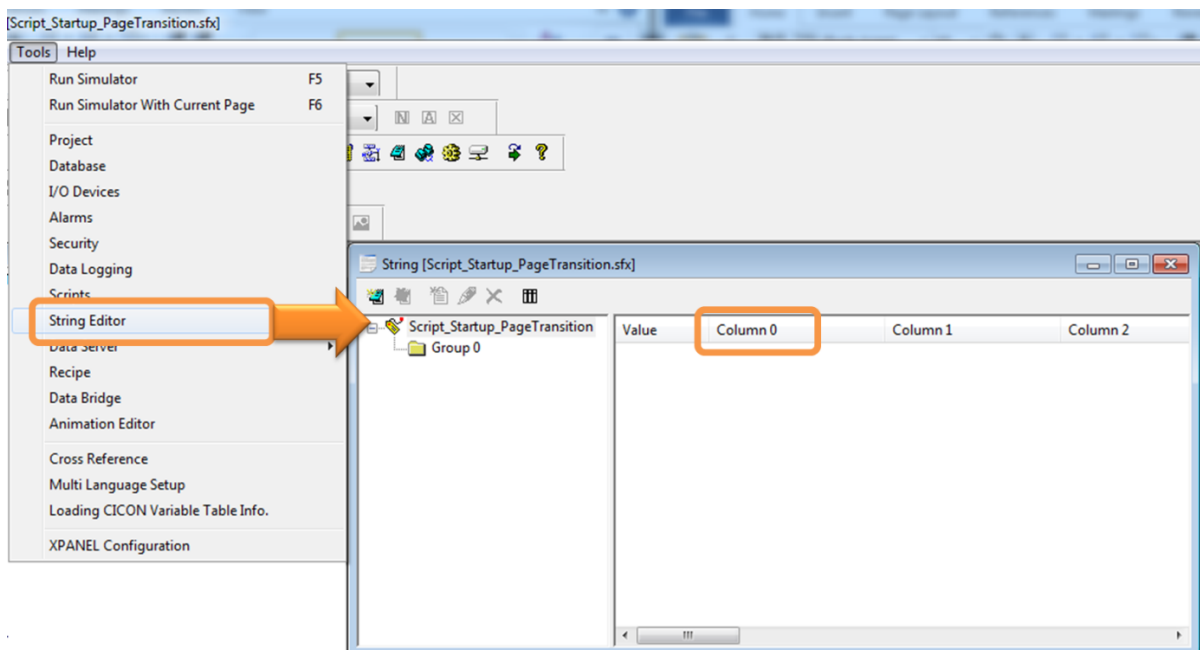 [Script_Startup_PageTransition.sfx]
Tools Help
Run Simulator F5
Run Simulator With Current Page F6
Project
Database
I/O Devices
Alarms
Security
Data Logging
Scripts
String Editor
Data Server
Recipe
Data Bridge
Animation Editor
Cross Reference
Multi Language Setup
Loading CICON Variable Table Info.
XPANEL Configuration
N A X
String [Script_Startup_PageTransition.sfx]
Script_Startup_PageTransition
Group 0
Value Column 0 Column 1 Column 2